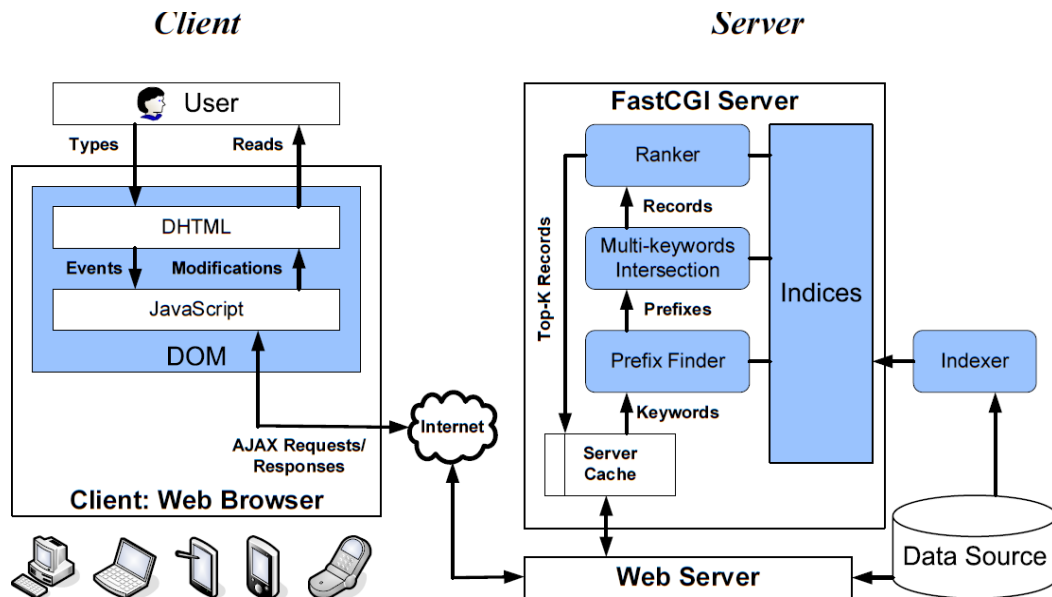 Client
Server
User
Types
Reads
DHTML
Events
Modifications
JavaScript
DOM
AJAX Requests/
Responses
Client: Web Browser
Internet
FastCGI Server
Ranker
Records
Multi-keywords
Intersection
Prefixes
Prefix Finder
Keywords
Top-K Records
Server
Cache
Indices
Indexer
Data Source
Web Server